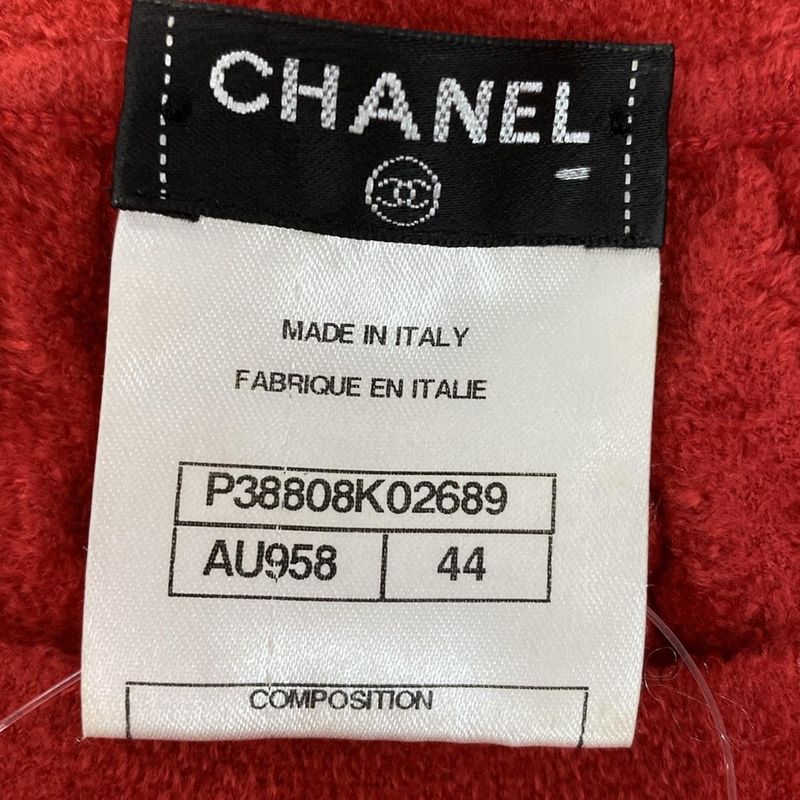 CHANEL
MADE IN ITALY
FABRIQUE EN ITALIE
P38808K02689
AU958 44
COMPOSITION